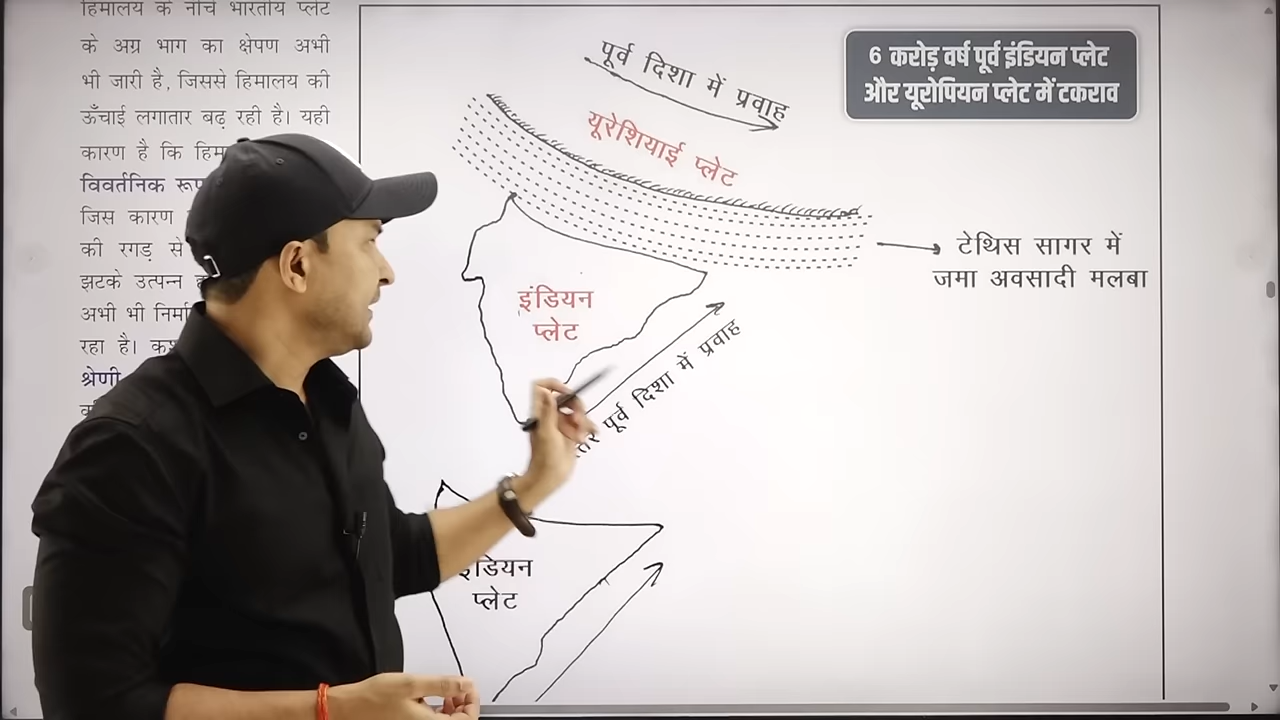 हिमालय के नीचे भारतीय प्लेट
के अग्र भाग का क्षेपण अभी
भी जारी है, जिससे हिमालय की
ऊँचाई लगातार बढ़ रही है। यही
कारण है कि
विवर्तनिक
जिस कारण
की रगड़ से
झटके उत्पन्न
अभी भी
रहा है।
श्रेणी
6 करोड़ वर्ष पूर्व इंडियन प्लेट
और यूरोपियन प्लेट में टकराव
पूर्व दिशा में प्रवाह
यूरेशियाई प्लेट
टेथिस सागर में
जमा अवसादी मलबा
इंडियन
प्लेट
पूर्व दिशा में प्रवाह
इंडियन
प्लेट